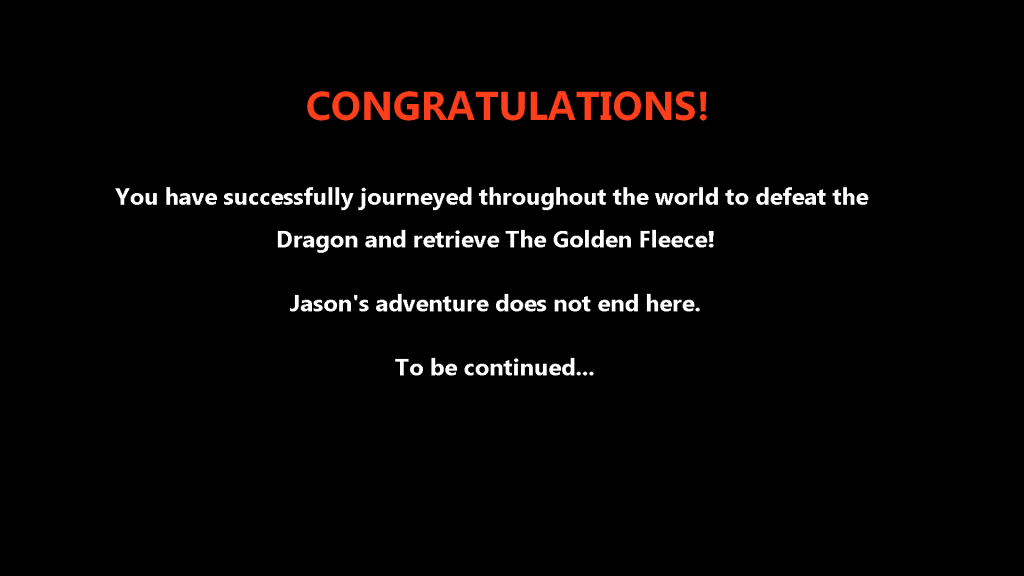 CONGRATULATIONS!
You have successfully journeyed throughout the world to defeat the
Dragon and retrieve The Golden Fleece!
Jason's adventure does not end here.
To be continued...